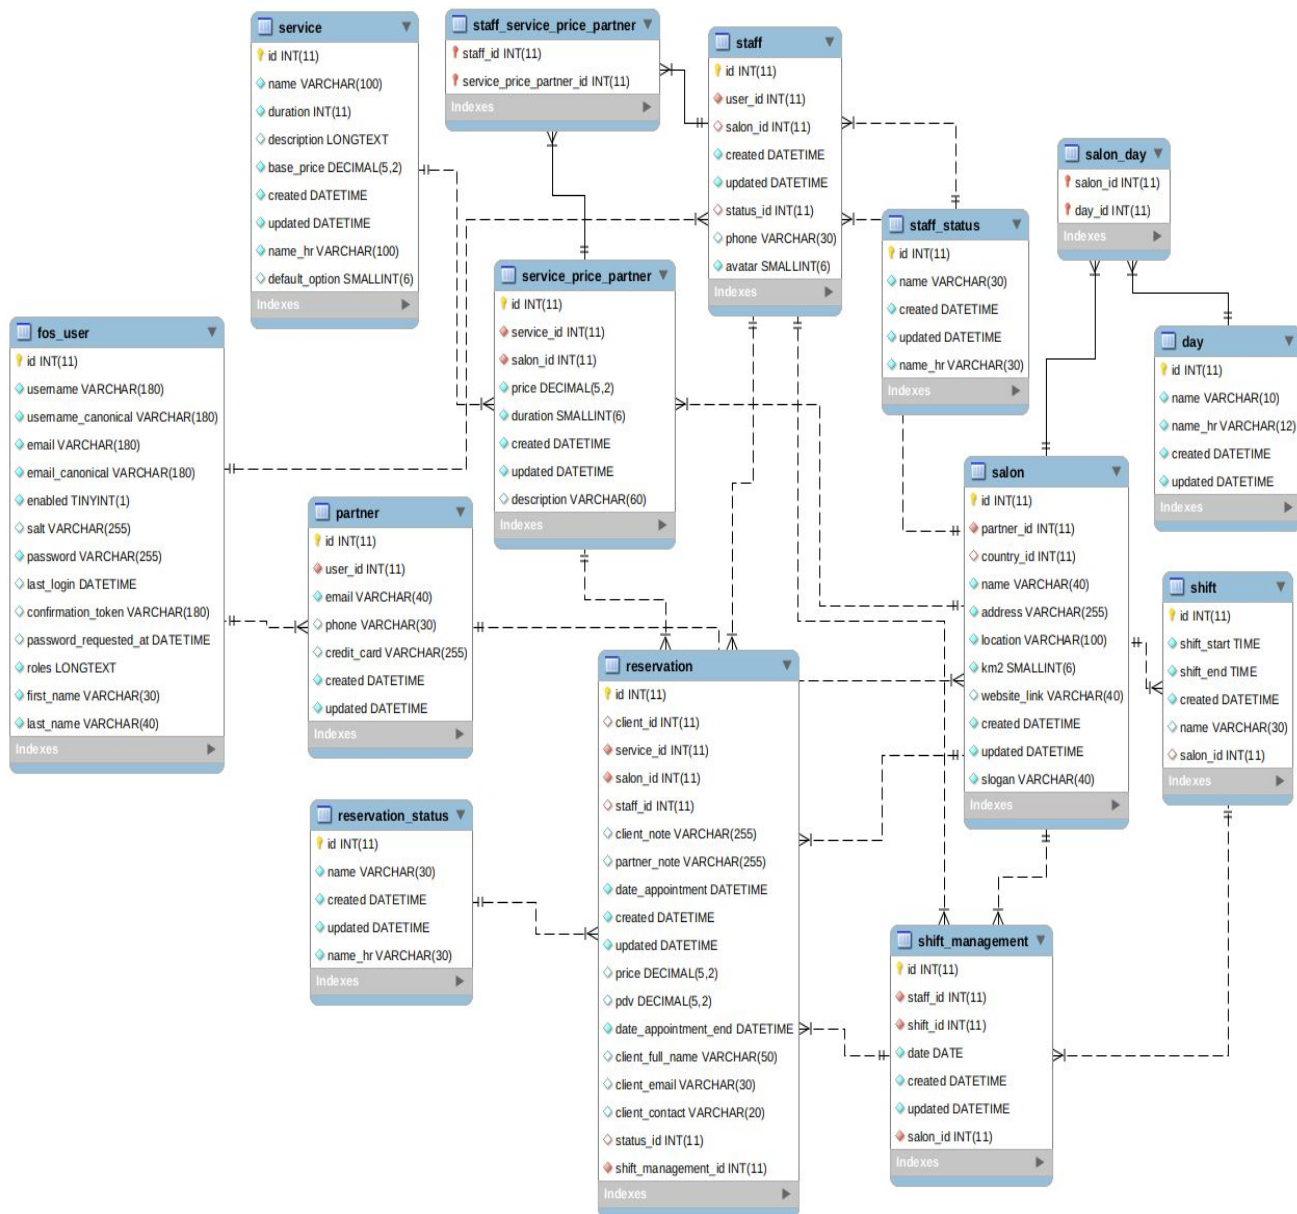 service
id INT(11)
name VARCHAR(100)
duration INT(11)
description LONGTEXT
base_price DECIMAL(5,2)
created DATETIME
updated DATETIME
name_hr VARCHAR(100)
default_option SMALLINT(6)
Indexes
staff_service_price_partner
staff_id INT(11)
service_price_partner_id INT(11)
Indexes
staff
id INT(11)
user_id INT(11)
salon_id INT(11)
created DATETIME
updated DATETIME
status_id INT(11)
phone VARCHAR(30)
avatar SMALLINT(6)
salon_day
salon_id INT(11)
day_id INT(11)
Indexes
staff_status
id INT(11)
name VARCHAR(30)
created DATETIME
updated DATETIME
name_hr VARCHAR(30)
Indexes
service_price_partner
id INT(11)
service_id INT(11)
salon_id INT(11)
price DECIMAL(5,2)
duration SMALLINT(6)
created DATETIME
updated DATETIME
description VARCHAR(60)
Indexes
fos_user
id INT(11)
username VARCHAR(180)
username_canonical VARCHAR(180)
email VARCHAR(180)
email_canonical VARCHAR(180)
enabled TINYINT(1)
salt VARCHAR(255)
password VARCHAR(255)
last_login DATETIME
confirmation_token VARCHAR(180)
password_requested_at DATETIME
roles LONGTEXT
first_name VARCHAR(30)
last_name VARCHAR(40)
Indexes
day
id INT(11)
name VARCHAR(10)
name_hr VARCHAR(12)
created DATETIME
updated DATETIME
Indexes
partner
id INT(11)
user_id INT(11)
email VARCHAR(40)
phone VARCHAR(30)
credit_card VARCHAR(255)
created DATETIME
updated DATETIME
Indexes
salon
id INT(11)
partner_id INT(11)
country_id INT(11)
name VARCHAR(40)
address VARCHAR(255)
location VARCHAR(100)
km2 SMALLINT(6)
website_link VARCHAR(40)
created DATETIME
updated DATETIME
slogan VARCHAR(40)
Indexes
shift
id INT(11)
shift_start TIME
shift_end TIME
created DATETIME
name VARCHAR(30)
salon_id INT(11)
Indexes
reservation
id INT(11)
client_id INT(11)
service_id INT(11)
salon_id INT(11)
staff_id INT(11)
client_note VARCHAR(255)
partner_note VARCHAR(255)
date_appointment DATETIME
created DATETIME
updated DATETIME
price DECIMAL(5,2)
pdv DECIMAL(5,2)
date_appointment_end DATETIME
client_full_name VARCHAR(50)
client_email VARCHAR(30)
client_contact VARCHAR(20)
status_id INT(11)
shift_management_id INT(11)
Indexes
reservation_status
id INT(11)
name VARCHAR(30)
created DATETIME
updated DATETIME
name_hr VARCHAR(30)
Indexes
shift_management
id INT(11)
staff_id INT(11)
shift_id INT(11)
date DATE
created DATETIME
updated DATETIME
salon_id INT(11)
Indexes